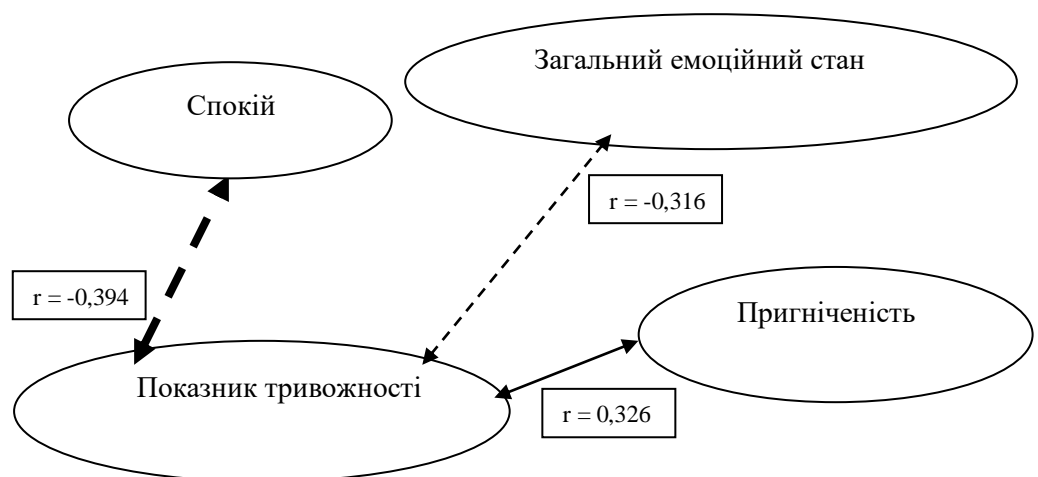 Загальний емоційний стан
Спокій
r = -0,316
r = -0,394
Пригніченість
Показник тривожності
r = 0,326